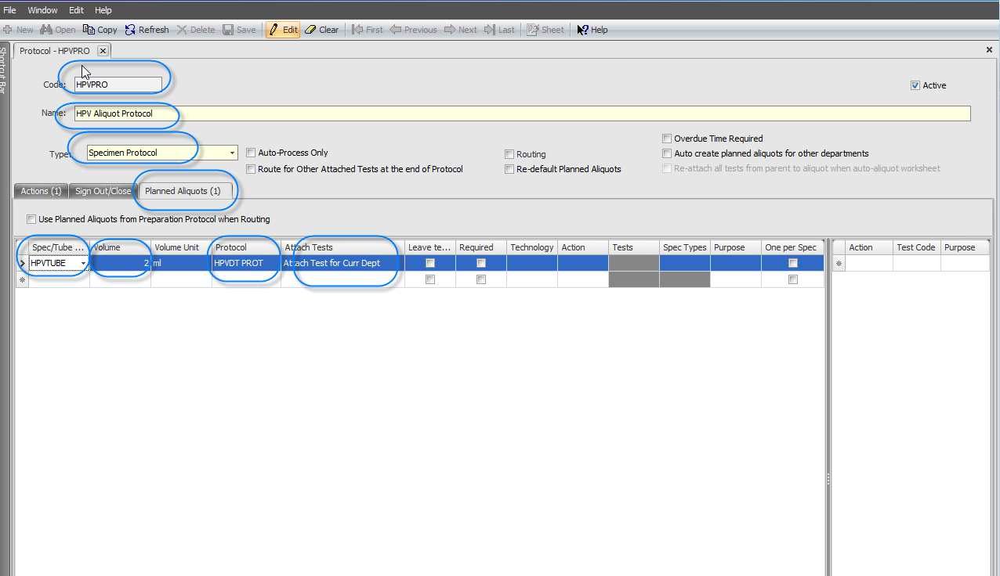 File Window Edit Help
New Open Copy Refresh Delete Save Edit Clear First Previous Next Last Sheet Help
Shortcut Bar
Protocol - HPVPRO
Code: HPVPRO Active
Name: HPV Aliquot Protocol
Overdue Time Required
Type: Specimen Protocol Auto-Process Only Routing Auto create planned aliquots for other departments
Route for Other Attached Tests at the end of Protocol Re-default Planned Aliquots Re-attach all tests from parent to aliquot when auto-aliquot worksheet
Actions (1) Sign Out/Close Planned Aliquots (1)
Use Planned Aliquots from Preparation Protocol when Routing
Spec/Tube ... Volume Volume Unit Protocol Attach Tests Leave te... Required Technology Action Tests Spec Types Purpose One per Spec Action Test Code Purpose
HPVTUBE 2 ml HPVDT PROT Attach Test for Curr Dept